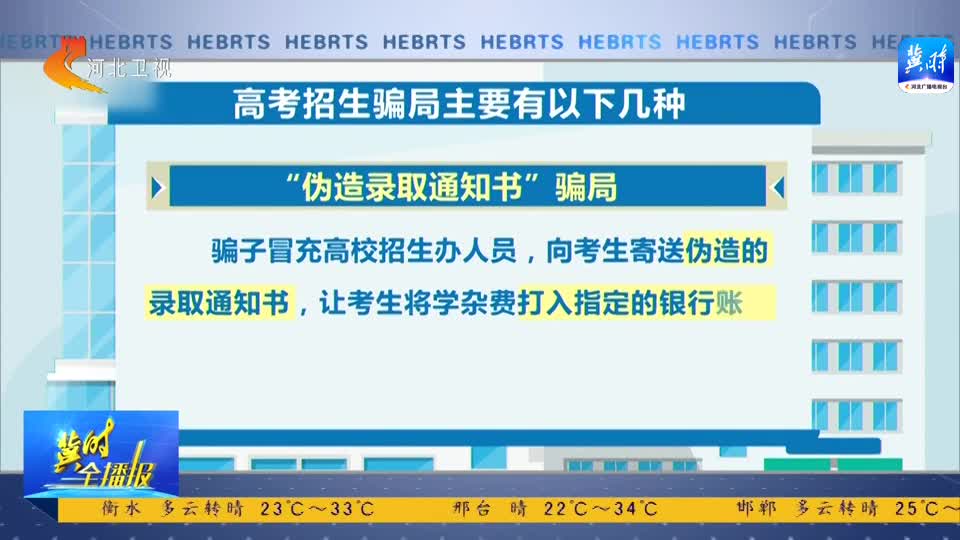 HEBRTS HEBRTS HEBRTS HEBRTS HEBRTS HEBRTS HEBRTS HEBRTS HEBRTS HE
河北卫视
冀时
河北广播电视台
高考招生骗局主要有以下几种
“伪造录取通知书”骗局
骗子冒充高校招生办人员，向考生寄送伪造的
录取通知书，让考生将学杂费打入指定的银行账
冀时
全播报
衡水 多云转晴 23℃～33℃ 邢台 晴 22℃～34℃ 邯郸 多云转晴 25℃～